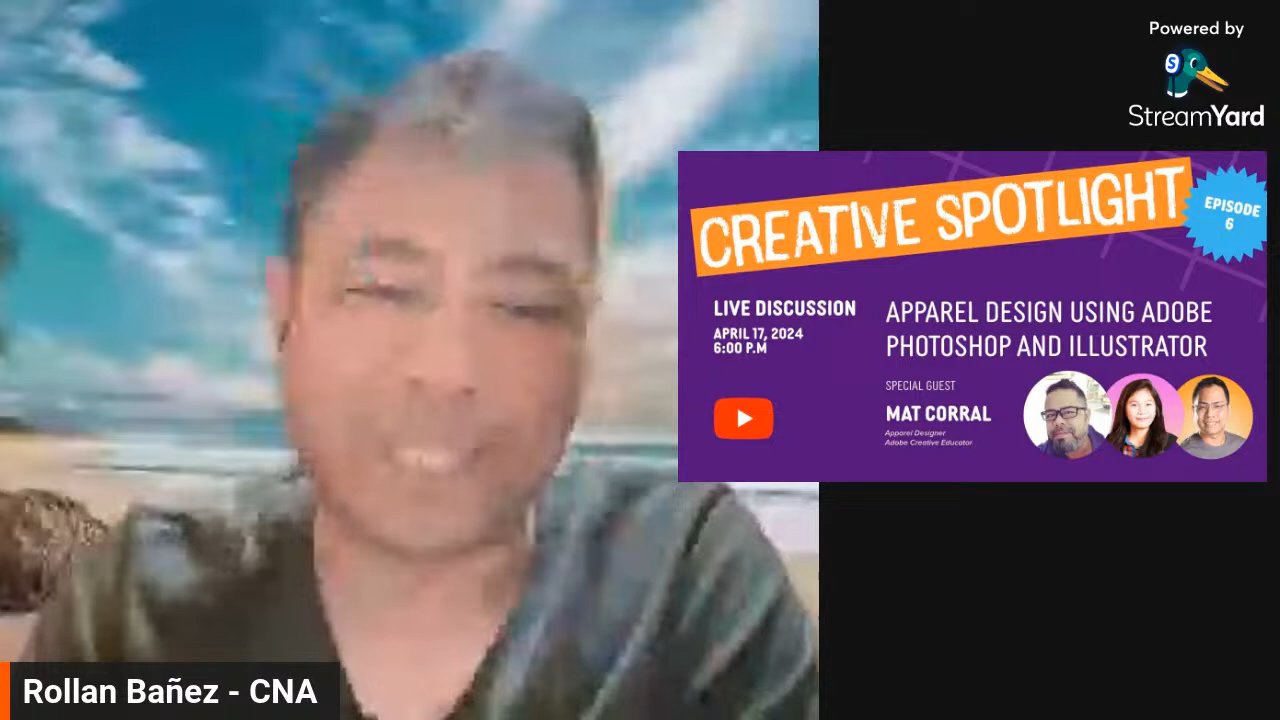 Powered by
S
StreamYard
CREATIVE SPOTLIGHT
EPISODE
6
LIVE DISCUSSION
APRIL 17, 2024
6:00 P.M
APPAREL DESIGN USING ADOBE
PHOTOSHOP AND ILLUSTRATOR
SPECIAL GUEST
MAT CORRAL
Apparel Designer
Adobe Creative Educator
Rollan Bañez - CNA